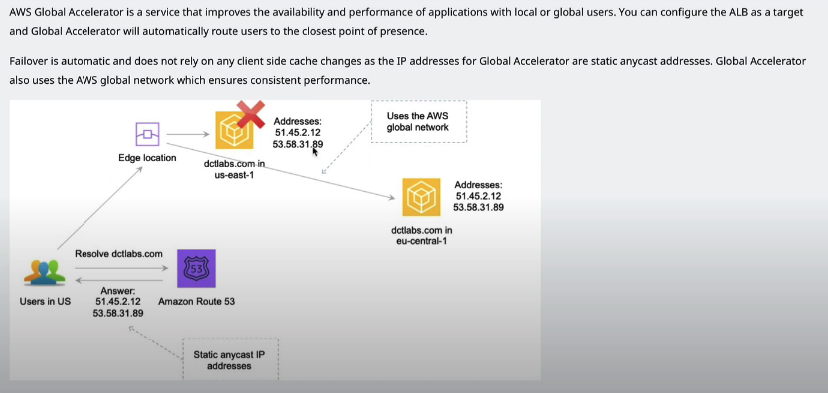 AWS Global Accelerator is a service that improves the availability and performance of applications with local or global users. You can configure the ALB as a target
and Global Accelerator will automatically route users to the closest point of presence.
Failover is automatic and does not rely on any client side cache changes as the IP addresses for Global Accelerator are static anycast addresses. Global Accelerator
also uses the AWS global network which ensures consistent performance.
Edge location
dctlabs.com in
us-east-1
Addresses:
51.45.2.12
53.58.31.89
Uses the AWS
global network
dctlabs.com in
eu-central-1
Addresses:
51.45.2.12
53.58.31.89
Users in US
Resolve dctlabs.com
Answer:
51.45.2.12
53.58.31.89
53
Amazon Route 53
Static anycast IP
addresses